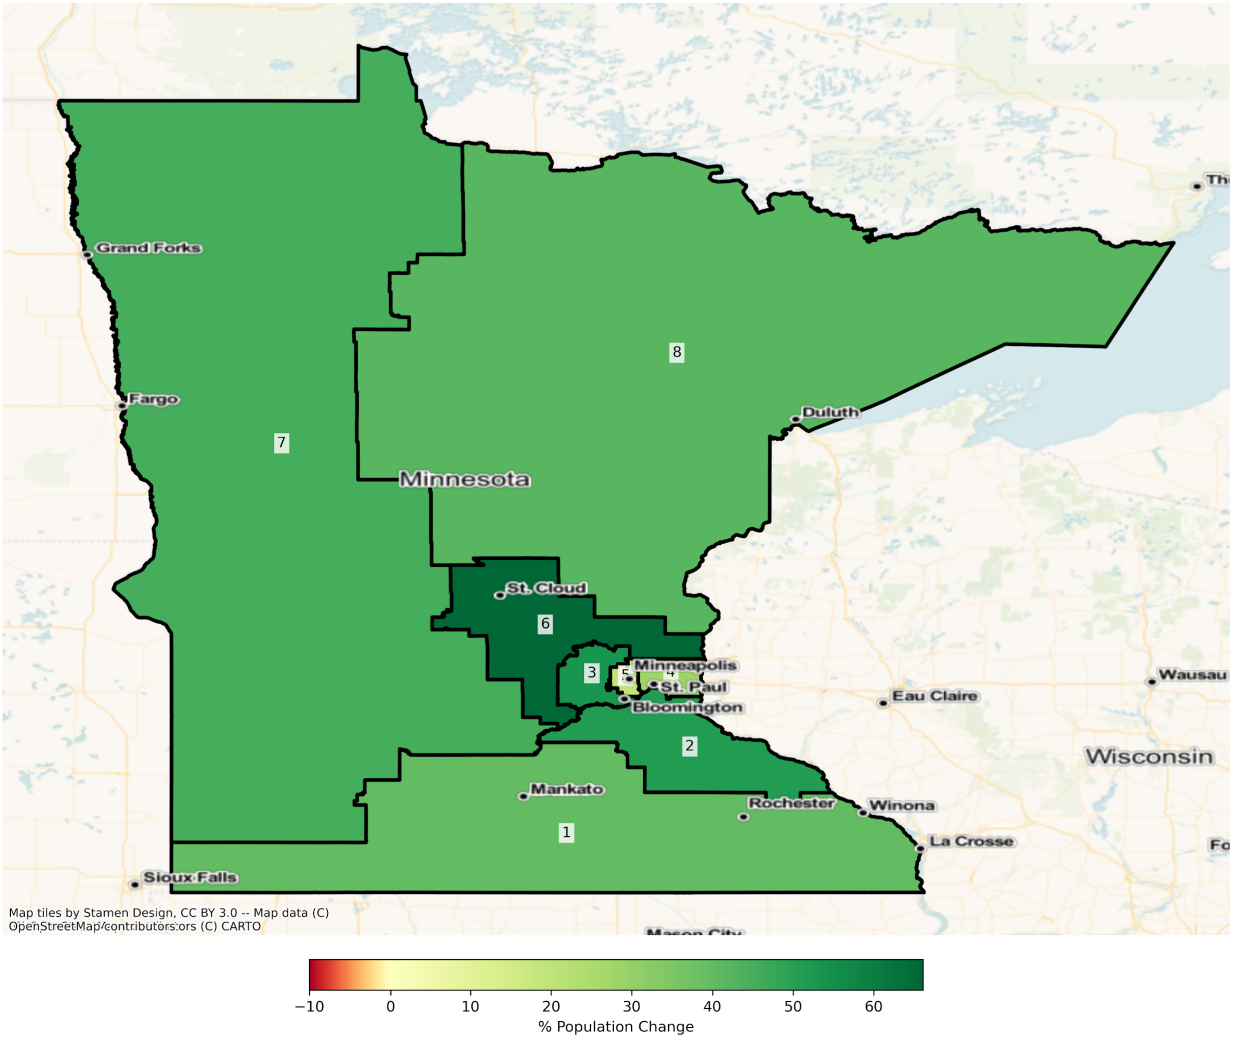 Th
Grand Forks
8
Fargo
Duluth
7
Minnesota
St. Cloud
6
Minneapolis
3
5
4
Wausau
St. Paul
Eau Claire
Bloomington
2
Wisconsin
Mankato
Rochester
Winona
1
La Crosse
Fo
Sioux Falls
Map tiles by Stamen Design, CC BY 3.0 -- Map data (C)
OpenStreetMap contributors (C) CARTO
Mason City
−10 0 10 20 30 40 50 60
% Population Change